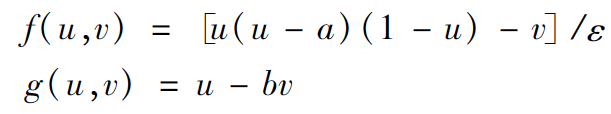 f(u,v) = [u(u - a)(1 - u) - v]/ε
g(u,v) = u - bv